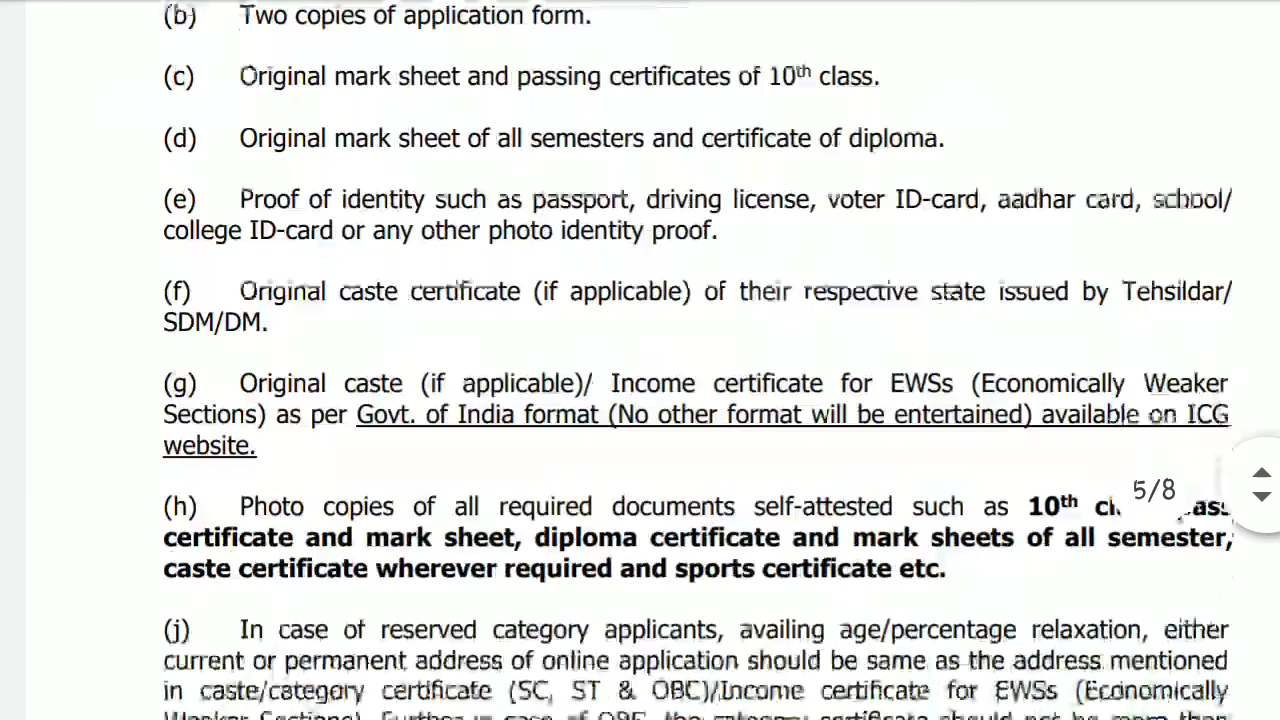 (b) Two copies of application form.
(c) Original mark sheet and passing certificates of 10th class.
(d) Original mark sheet of all semesters and certificate of diploma.
(e) Proof of identity such as passport, driving license, voter ID-card, aadhar card, school/
college ID-card or any other photo identity proof.
(f) Original caste certificate (if applicable) of their respective state issued by Tehsildar/
SDM/DM.
(g) Original caste (if applicable)/ Income certificate for EWSs (Economically Weaker
Sections) as per Govt. of India format (No other format will be entertained) available on ICG
website.
(h) Photo copies of all required documents self-attested such as 10th
5/8
certificate and mark sheet, diploma certificate and mark sheets of all semester,
caste certificate wherever required and sports certificate etc.
(j) In case of reserved category applicants, availing age/percentage relaxation, either
current or permanent address of online application should be same as the address mentioned
in caste/category certificate (SC, ST & OBC)/Income certificate for EWSs (Economically